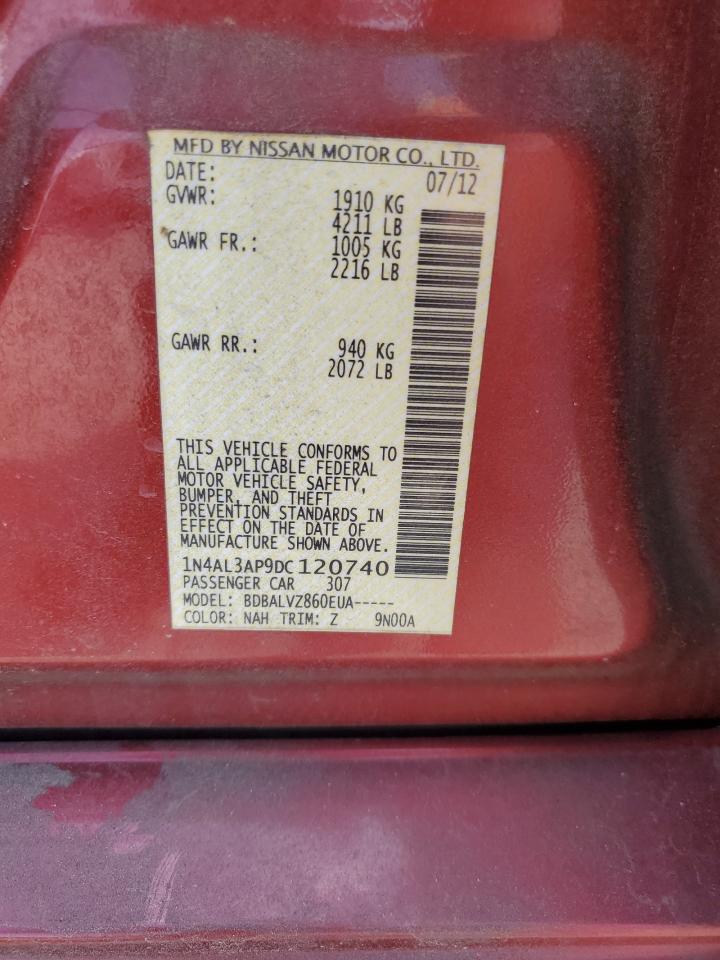 MFD BY NISSAN MOTOR CO., LTD.
DATE: 07/12
GVWR: 1910 KG
4211 LB
GAWR FR.: 1005 KG
2216 LB
GAWR RR.: 940 KG
2072 LB
THIS VEHICLE CONFORMS TO
ALL APPLICABLE FEDERAL
MOTOR VEHICLE SAFETY,
BUMPER, AND THEFT
PREVENTION STANDARDS IN
EFFECT ON THE DATE OF
MANUFACTURE SHOWN ABOVE.
1N4AL3AP9DC120740
PASSENGER CAR 307
MODEL: BDBALVZ860EUA-----
COLOR: NAH TRIM: Z 9N00A